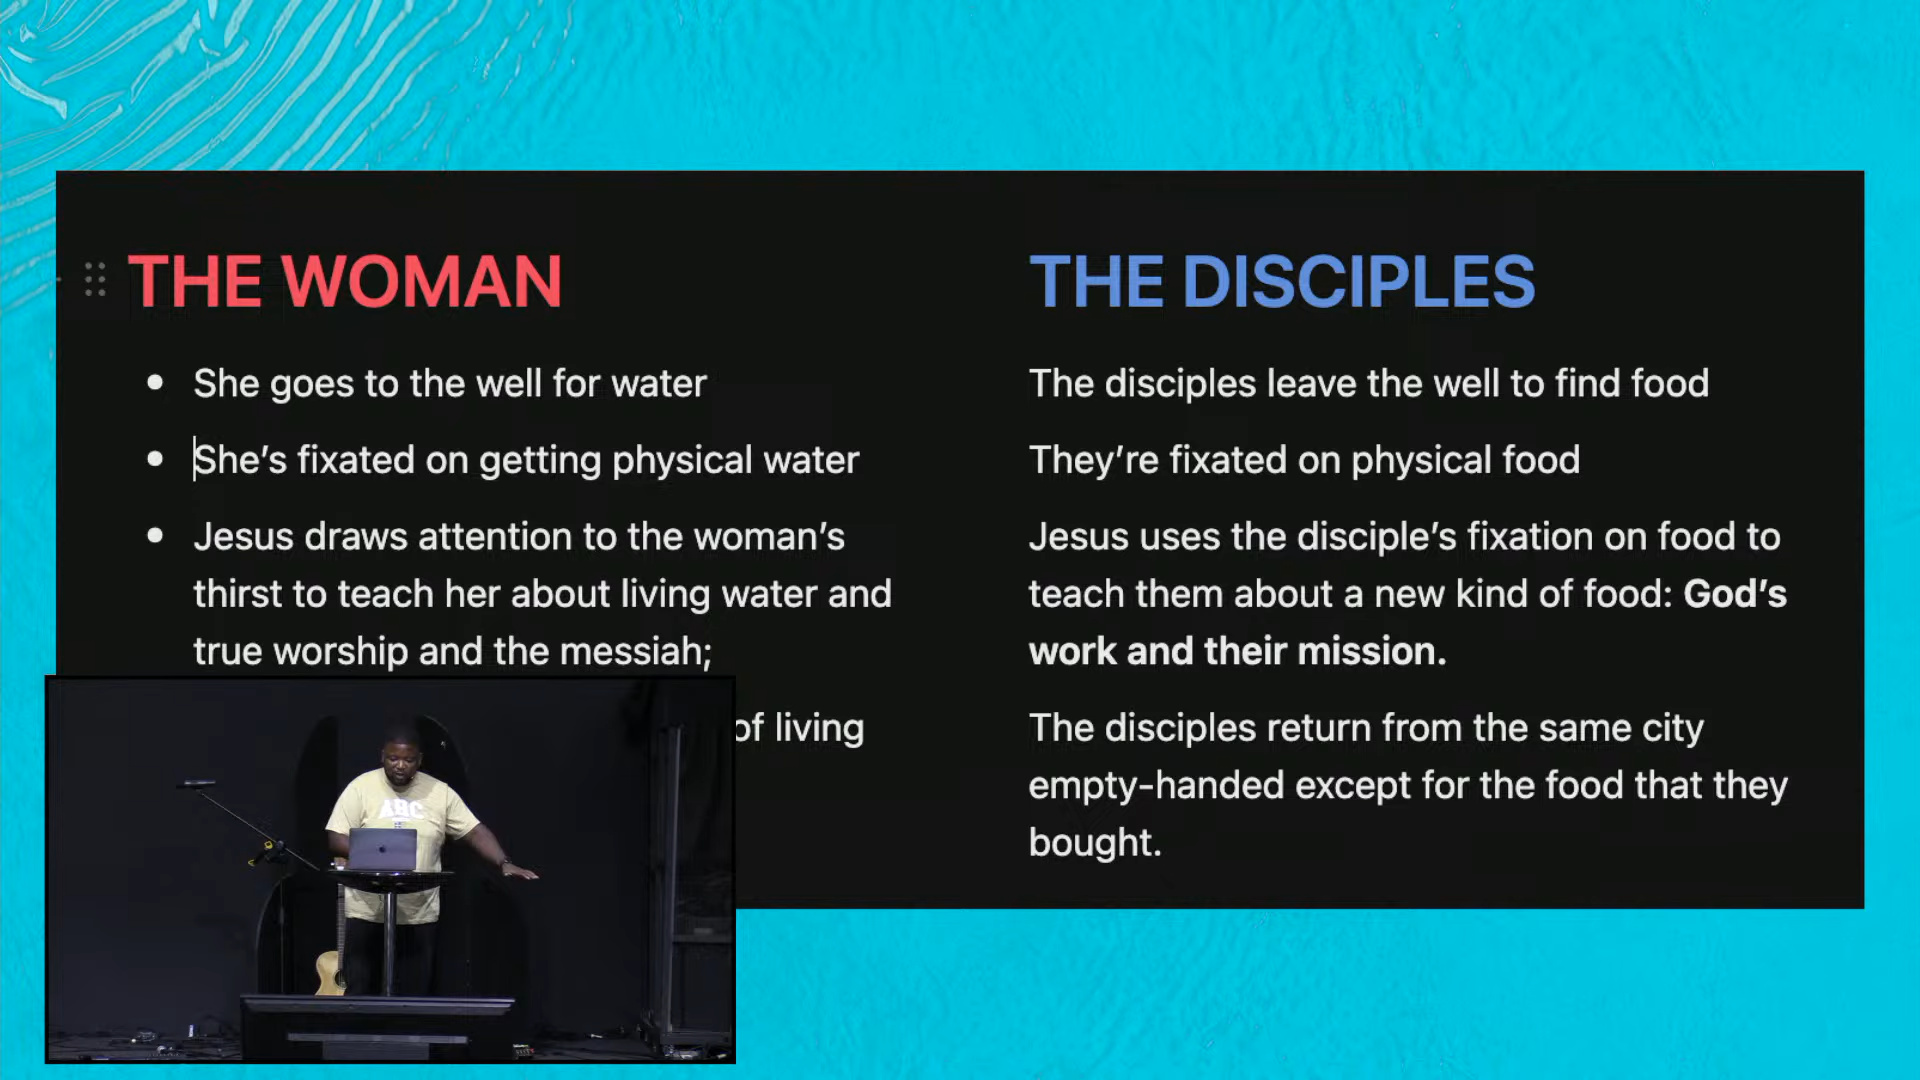 THE WOMAN
She goes to the well for water
She's fixated on getting physical water
Jesus draws attention to the woman's
thirst to teach her about living water and
true worship and the messiah;
of living
THE DISCIPLES
The disciples leave the well to find food
They're fixated on physical food
Jesus uses the disciple's fixation on food to
teach them about a new kind of food: God's
work and their mission.
The disciples return from the same city
empty-handed except for the food that they
bought.
ABC